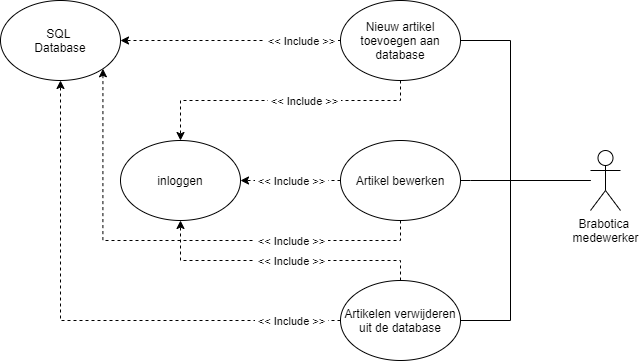 SQL
Database
<< Include >>
Nieuw artikel
toevoegen aan
database
<< Include >>
inloggen
<< Include >>
Artikel bewerken
Brabotica
medewerker
<< Include >>
<< Include >>
Artikelen verwijderen
uit de database
<< Include >>